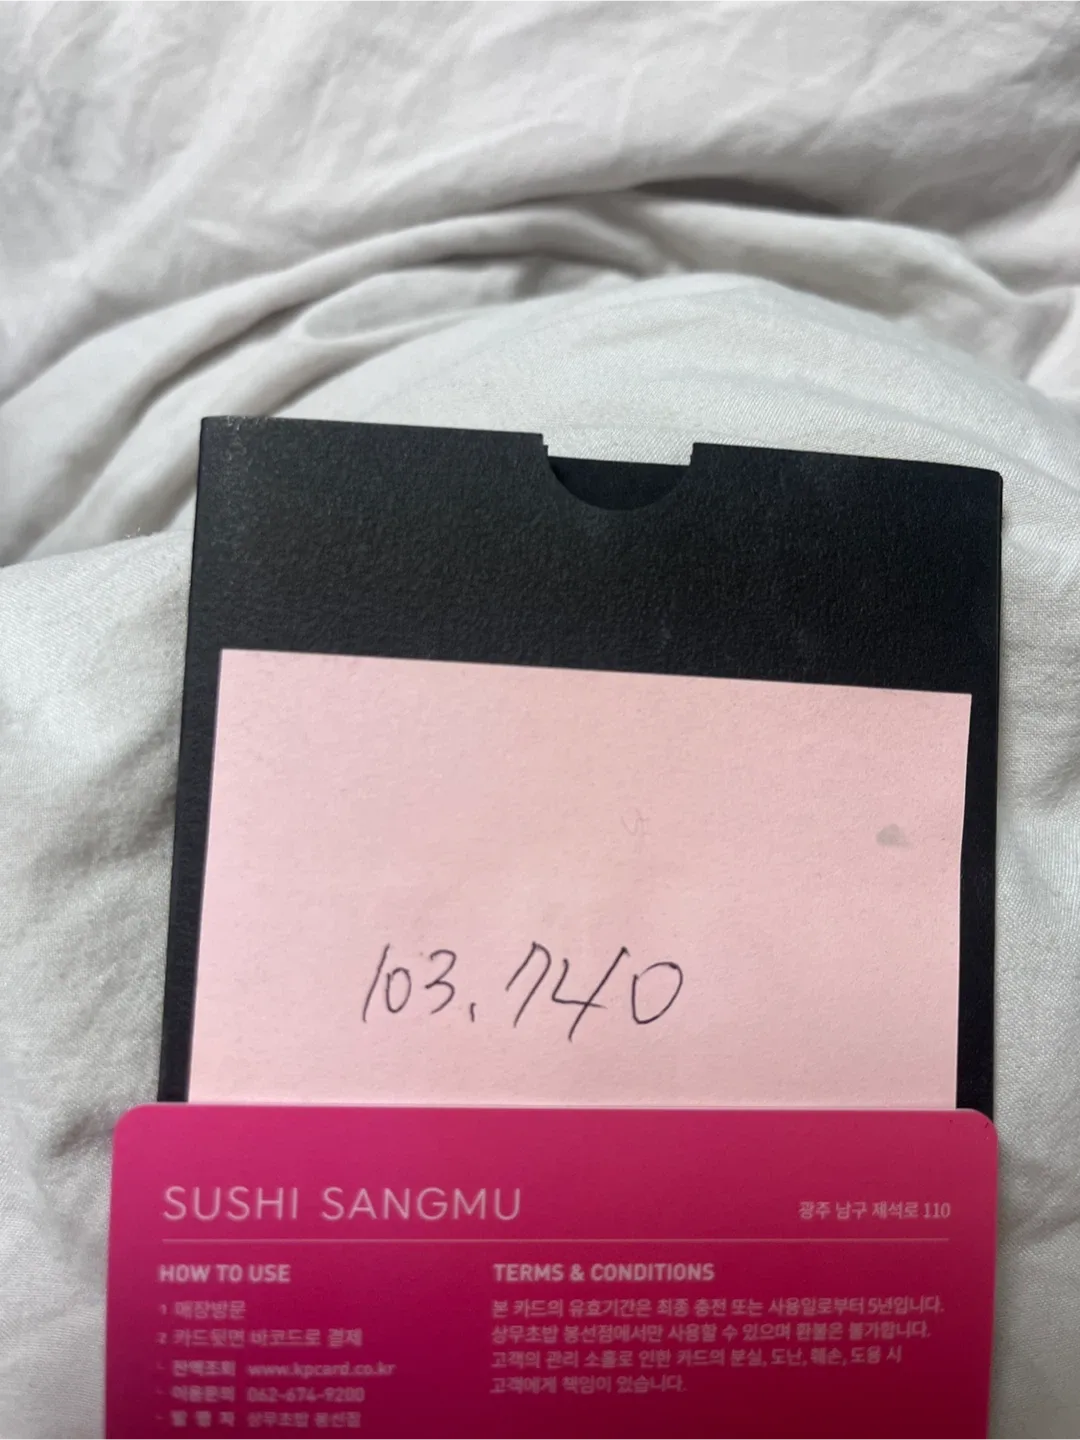 103,740
SUSHI SANGMU
광주 남구 제석로 110
HOW TO USE
1 매장방문
2 카드뒷면 바코드로 결제
- 잔액조회 www.kpcard.co.kr
- 이용문의 062-674-9200
- 발행자 상무초밥 봉선점
TERMS & CONDITIONS
본 카드의 유효기간은 최종 충전 또는 사용일로부터 5년입니다.
상무초밥 봉선점에서만 사용할 수 있으며 환불은 불가합니다.
고객의 관리 소홀로 인한 카드의 분실, 도난, 훼손, 도용 시
고객에게 책임이 있습니다.